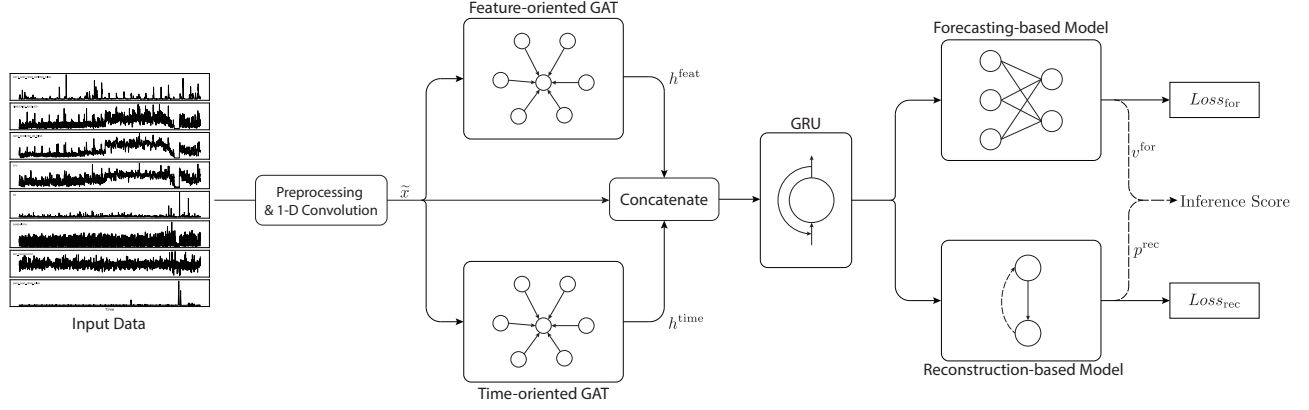 Feature-oriented GAT
Forecasting-based Model
h^feat
Loss_for
GRU
v^for
Preprocessing
& 1-D Convolution
x̃
Concatenate
Inference Score
p^rec
Loss_rec
Time
Input Data
h^time
Reconstruction-based Model
Time-oriented GAT